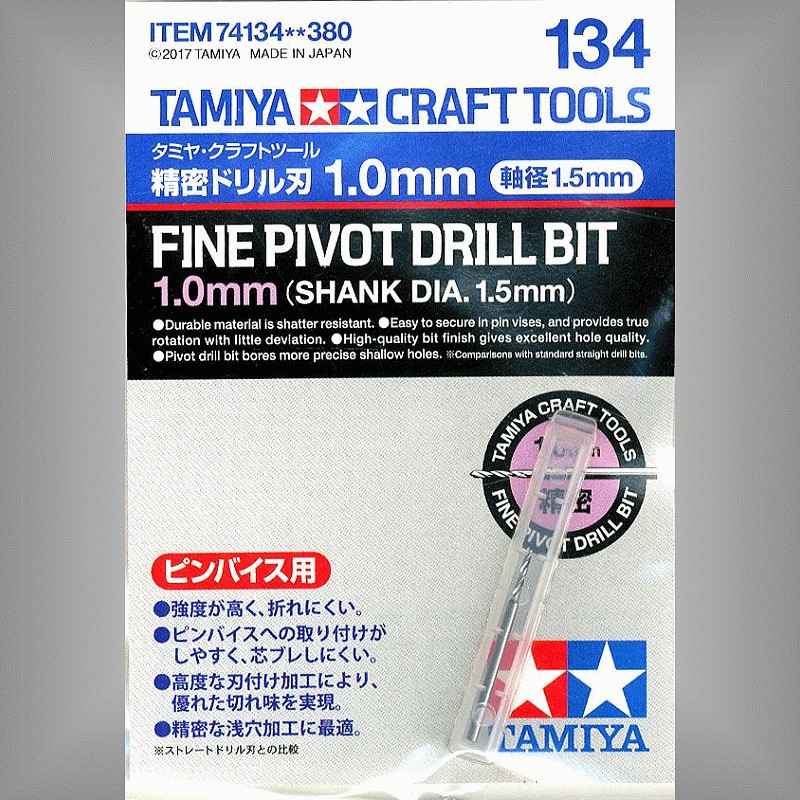 ITEM 74134**380
©2017 TAMIYA MADE IN JAPAN
134
TAMIYA CRAFT TOOLS
タミヤ・クラフトツール
精密ドリル刃 1.0mm 軸径1.5mm
FINE PIVOT DRILL BIT
1.0mm (SHANK DIA. 1.5mm)
●Durable material is shatter resistant. ●Easy to secure in pin vises, and provides true
rotation with little deviation. ●High-quality bit finish gives excellent hole quality.
●Pivot drill bit bores more precise shallow holes. ※Comparisons with standard straight drill bits.
TAMIYA CRAFT TOOLS
1.0mm
精密
FINE PIVOT DRILL BIT
ピンバイス用
●強度が高く、折れにくい。
●ピンバイスへの取り付けが
しやすく、芯ブレしにくい。
●高度な刃付け加工により、
優れた切れ味を実現。
●精密な浅穴加工に最適。
※ストレートドリル刃との比較
TAMIYA